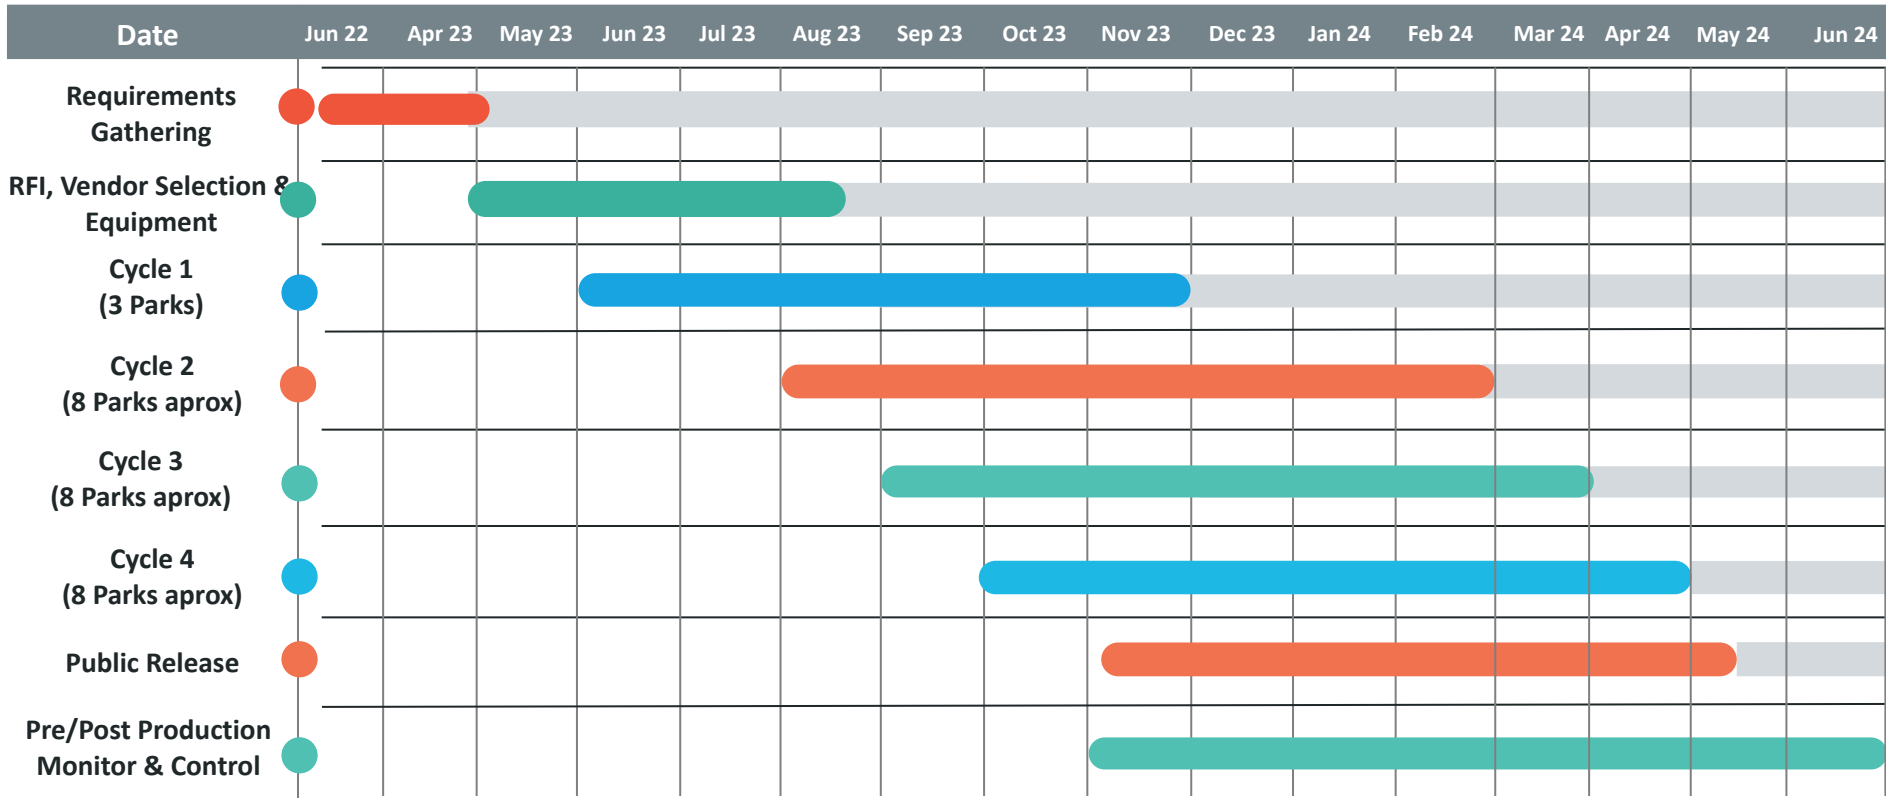 Date Jun 22 Apr 23 May 23 Jun 23 Jul 23 Aug 23 Sep 23 Oct 23 Nov 23 Dec 23 Jan 24 Feb 24 Mar 24 Apr 24 May 24 Jun 24
Requirements
Gathering
RFI, Vendor Selection &
Equipment
Cycle 1
(3 Parks)
Cycle 2
(8 Parks aprox)
Cycle 3
(8 Parks aprox)
Cycle 4
(8 Parks aprox)
Public Release
Pre/Post Production
Monitor & Control